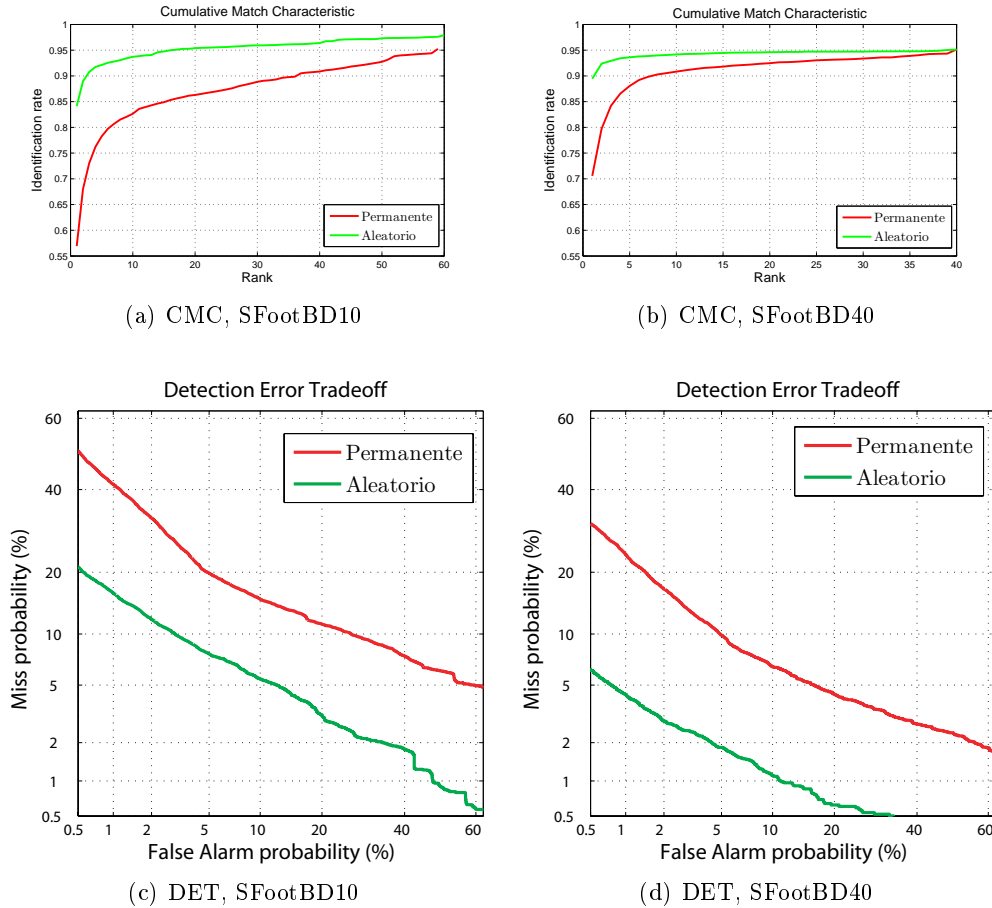 Cumulative Match Characteristic
Identification rate
1
0.95
0.9
0.85
0.8
0.75
0.7
0.65
0.6
0.55
Permanente
Aleatorio
0 10 20 30 40 50 60
Rank
(a) CMC, SFootBD10
Cumulative Match Characteristic
Identification rate
1
0.95
0.9
0.85
0.8
0.75
0.7
0.65
0.6
0.55
Permanente
Aleatorio
0 5 10 15 20 25 30 35 40
Rank
(b) CMC, SFootBD40
Detection Error Tradeoff
Miss probability (%)
60
40
20
10
5
2
1
0.5
Permanente
Aleatorio
0.5 1 2 5 10 20 40 60
False Alarm probability (%)
(c) DET, SFootBD10
Detection Error Tradeoff
Miss probability (%)
60
40
20
10
5
2
1
0.5
Permanente
Aleatorio
0.5 1 2 5 10 20 40 60
False Alarm probability (%)
(d) DET, SFootBD40